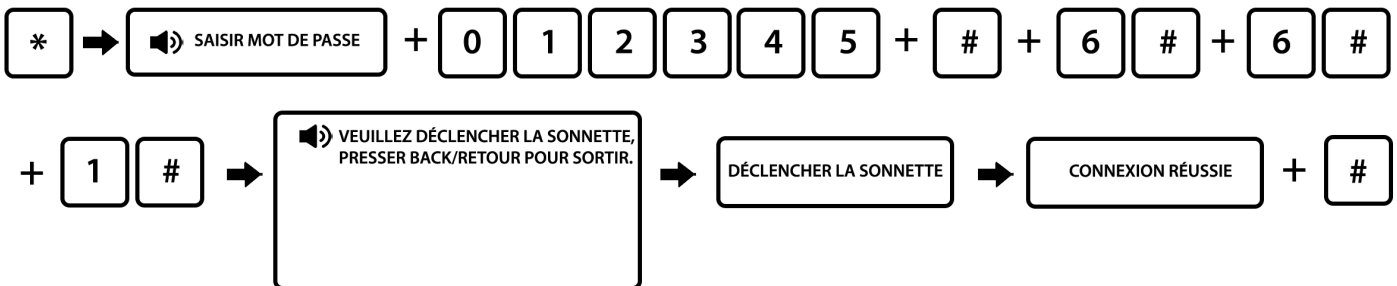 * SAISIR MOT DE PASSE + 0 1 2 3 4 5 + # + 6 # + 6 #
VEUILLEZ DÉCLENCHER LA SONNETTE,
PRESSER BACK/RETOUR POUR SORTIR.
+ 1 # DÉCLENCHER LA SONNETTE CONNEXION RÉUSSIE + #